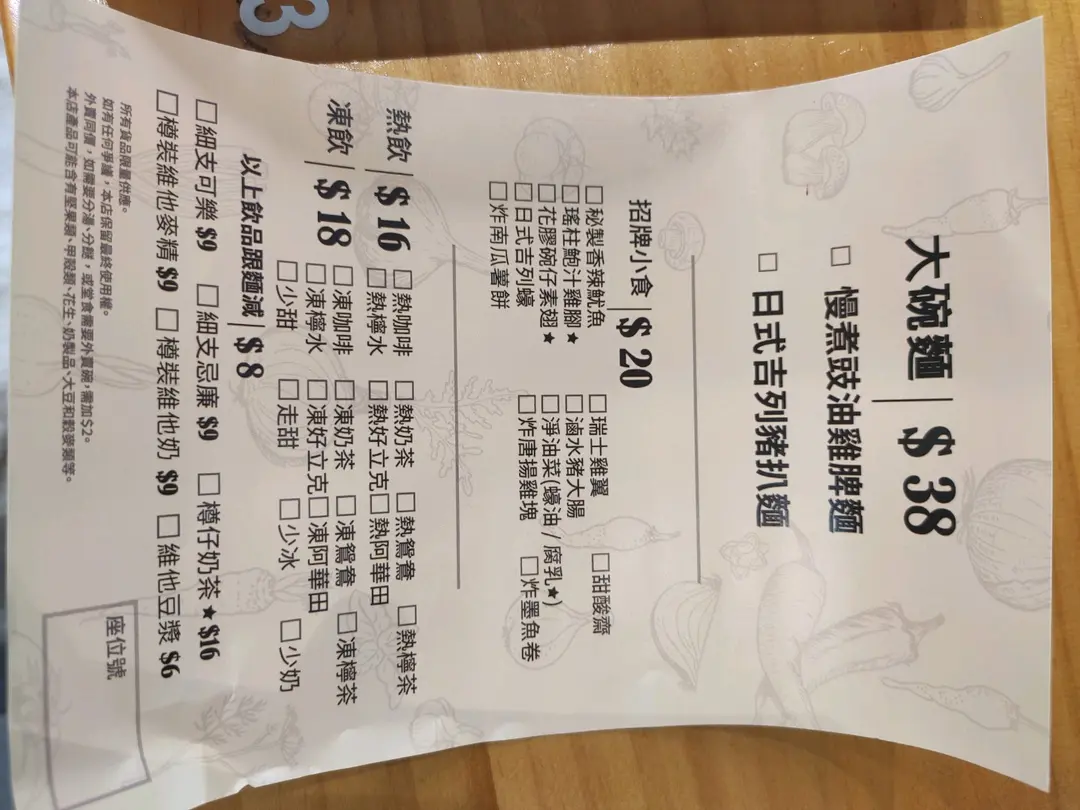 3
大碗麵 | $38
□ 慢煮豉油雞脾麵
□ 日式吉列豬扒麵
招牌小食 | $20
□秘製香辣魷魚 □瑞士雞翼 □甜酸齋
□瑤柱鮑汁雞腳★ □滷水豬大腸
□花膠碗仔素翅★ □淨油菜(蠔油/腐乳★)
□日式吉列蠔 □炸唐揚雞塊 □炸墨魚卷
□炸南瓜薯餅
熱飲 | $16 □熱咖啡 □熱奶茶 □熱鴛鴦 □熱檸茶
□熱檸水 □熱好立克 □熱阿華田
凍飲 | $18 □凍咖啡 □凍奶茶 □凍鴛鴦 □凍檸茶
□凍檸水 □凍好立克 □凍阿華田
□少甜 □走甜 □少冰 □少奶
以上飲品跟麵減 | $8
□細支可樂 $9 □細支忌廉 $9 □樽仔奶茶★$16
□樽裝維他麥精 $9 □樽裝維他奶 $9 □維他豆漿 $6
所有貨品限量供應。
如有任何爭議，本店保留最終使用權。
外賣同價，如需要分湯、分餸，或堂食需要外賣碗，需加$2。
本店產品可能含有堅果類、甲殼類、花生、奶製品、大豆和穀麥類等。
座位號